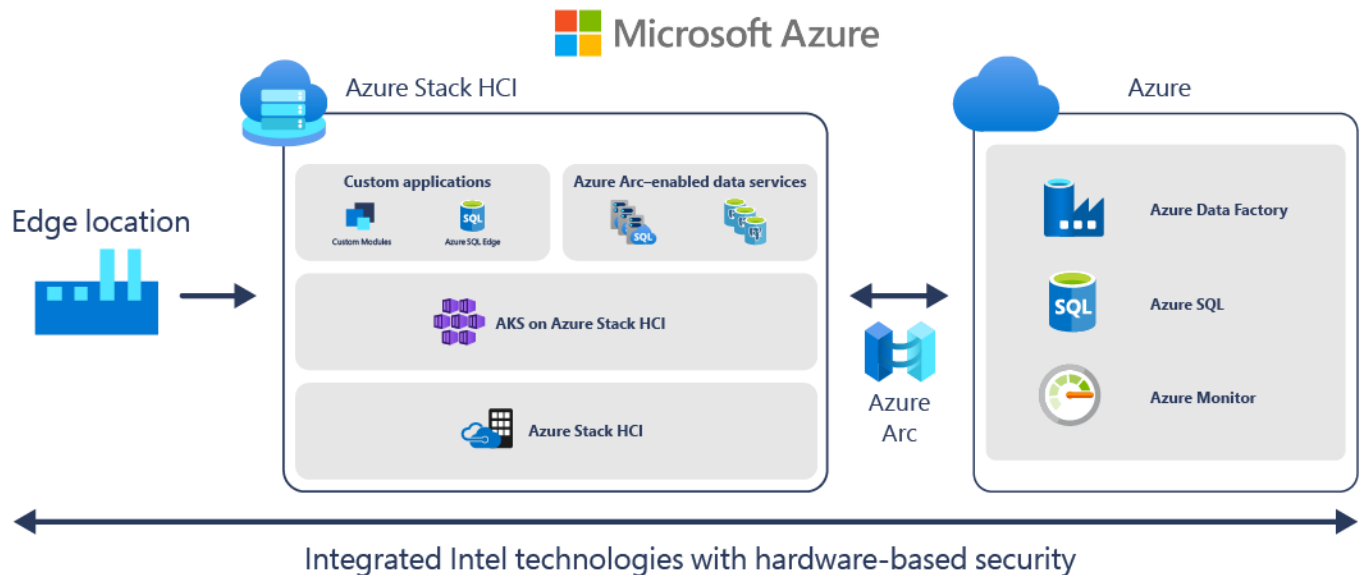 Microsoft Azure
Azure Stack HCI
Azure
Custom applications
Custom Modules
Azure SQL Edge
SQL
Azure Arc–enabled data services
SQL
Edge location
AKS on Azure Stack HCI
Azure Stack HCI
Azure
Arc
Azure Data Factory
SQL
Azure SQL
Azure Monitor
Integrated Intel technologies with hardware-based security